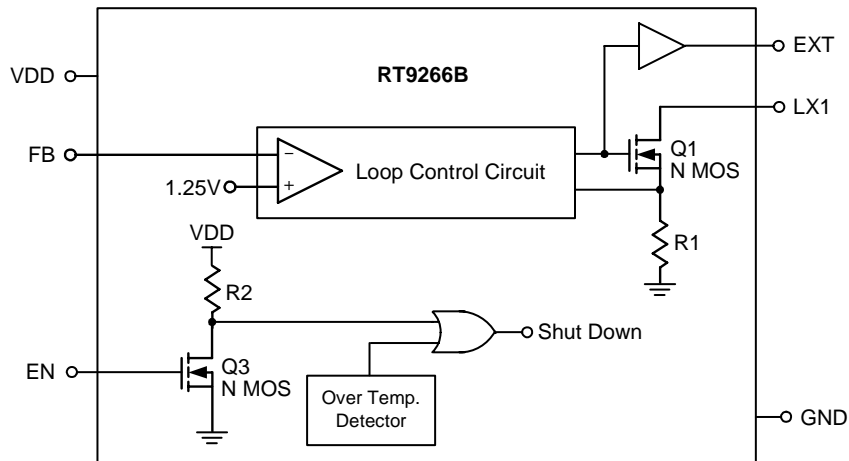 EXT
VDD
RT9266B
LX1
FB
−
Loop Control Circuit
Q1
N MOS
1.25V
+
VDD
R1
R2
Shut Down
EN
Q3
N MOS
Over Temp.
Detector
GND